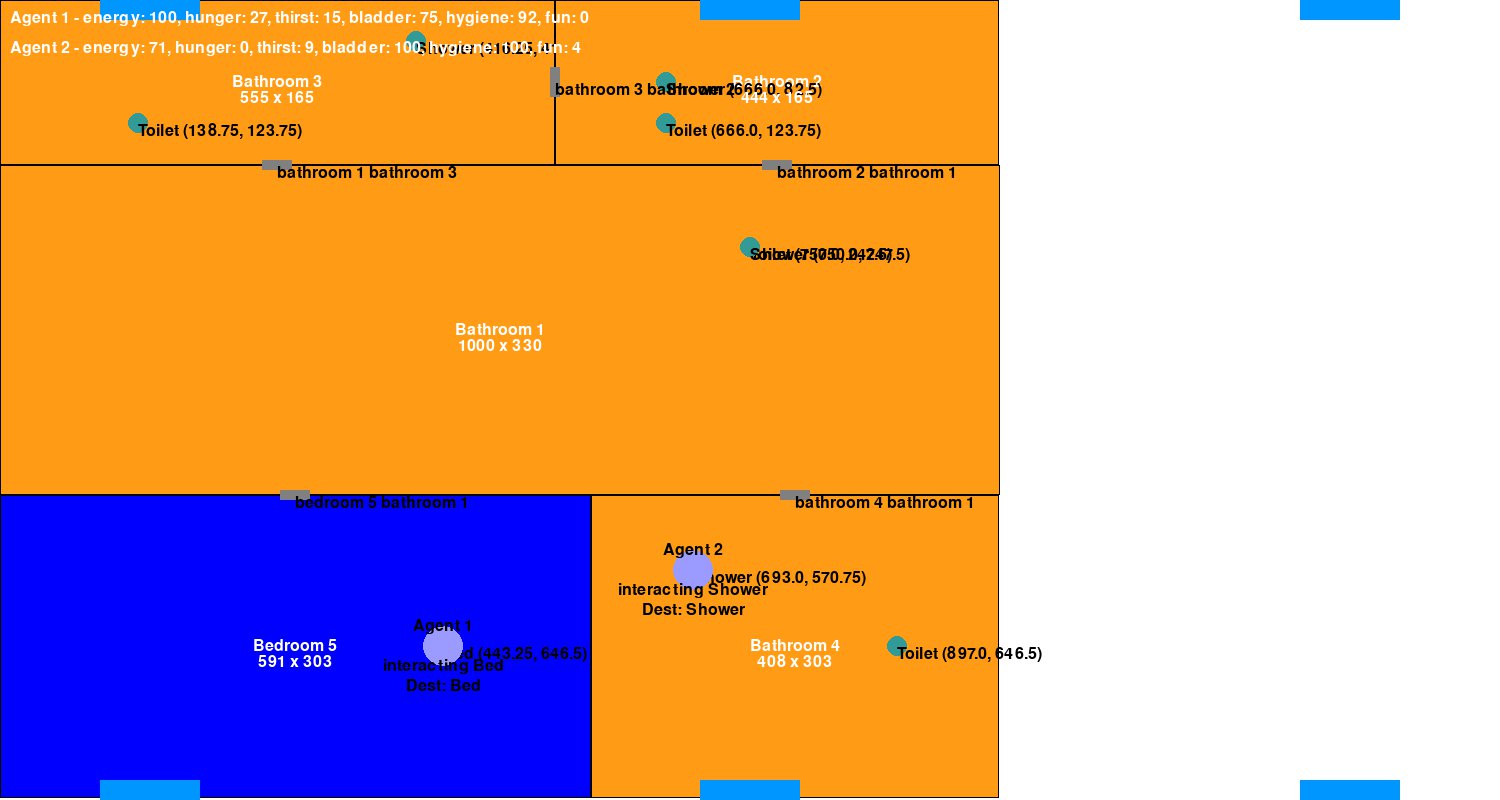 Agent 1 - energy: 100, hunger: 27, thirst: 15, bladder: 75, hygiene: 92, fun: 0
Agent 2 - energy: 71, hunger: 0, thirst: 9, bladder: 100, hygiene: 100, fun: 4
Bathroom 3
555 x 165
Bathroom 2
444 x 165
bathroom 3 bathroom 2
Shower (666.0, 82.5)
Toilet (138.75, 123.75)
Toilet (666.0, 123.75)
bathroom 1 bathroom 3
bathroom 2 bathroom 1
Bathroom 1
1000 x 330
bedroom 5 bathroom 1
bathroom 4 bathroom 1
Agent 2
(693.0, 570.75)
interacting Shower
Dest: Shower
Agent 1
(443.25, 646.5)
interacting Bed
Dest: Bed
Bedroom 5
591 x 303
Bathroom 4
408 x 303
Toilet (897.0, 646.5)